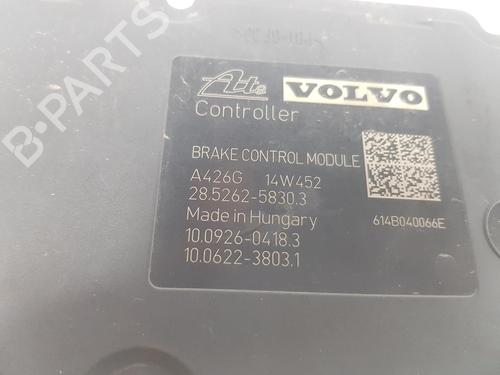 Ate VOLVO
Controller
BRAKE CONTROL MODULE
A426G 14W452
28.5262-5830.3
Made in Hungary
614B040066E
10.0926-0418.3
10.0622-3803.1
B-PARTS